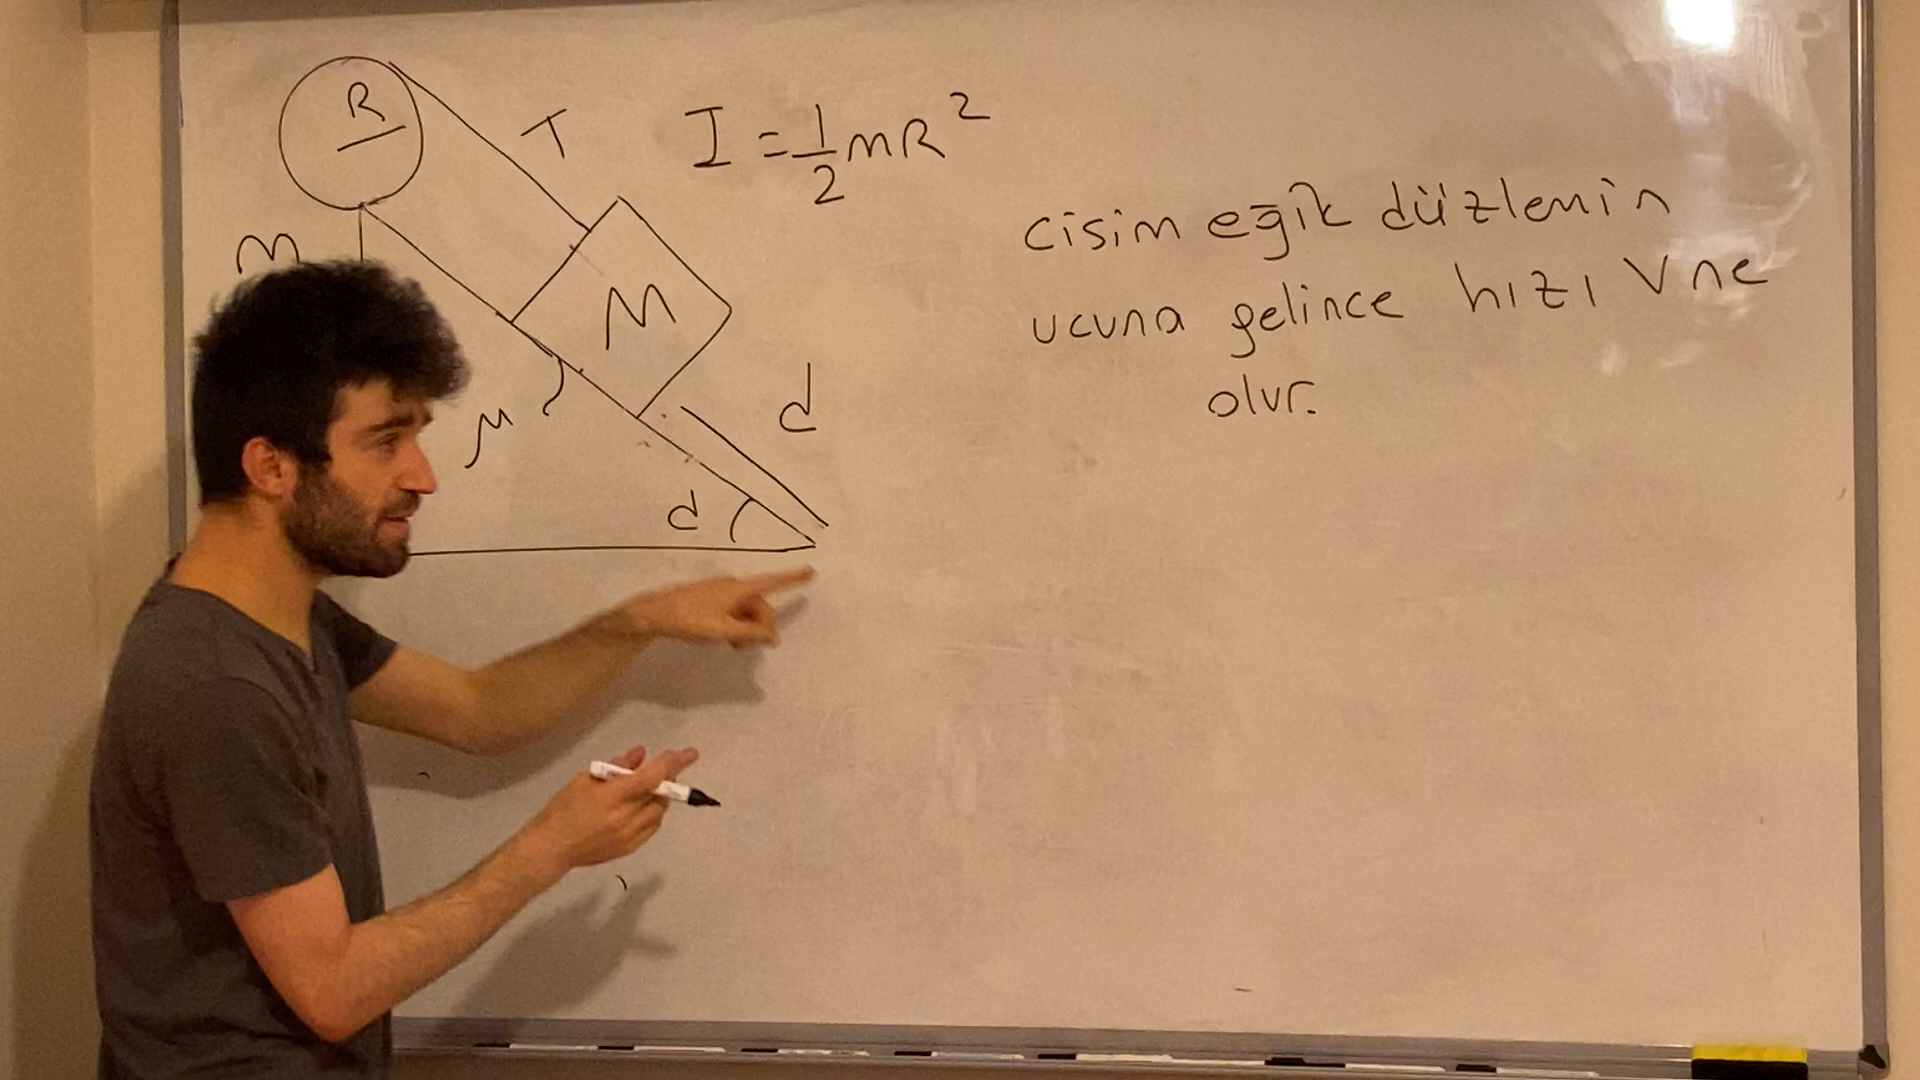 R
T
I = 1/2 mR²
cisim eğik düzlemin
ucuna gelince hızı V ne
olur.
m
M
μ
d
d